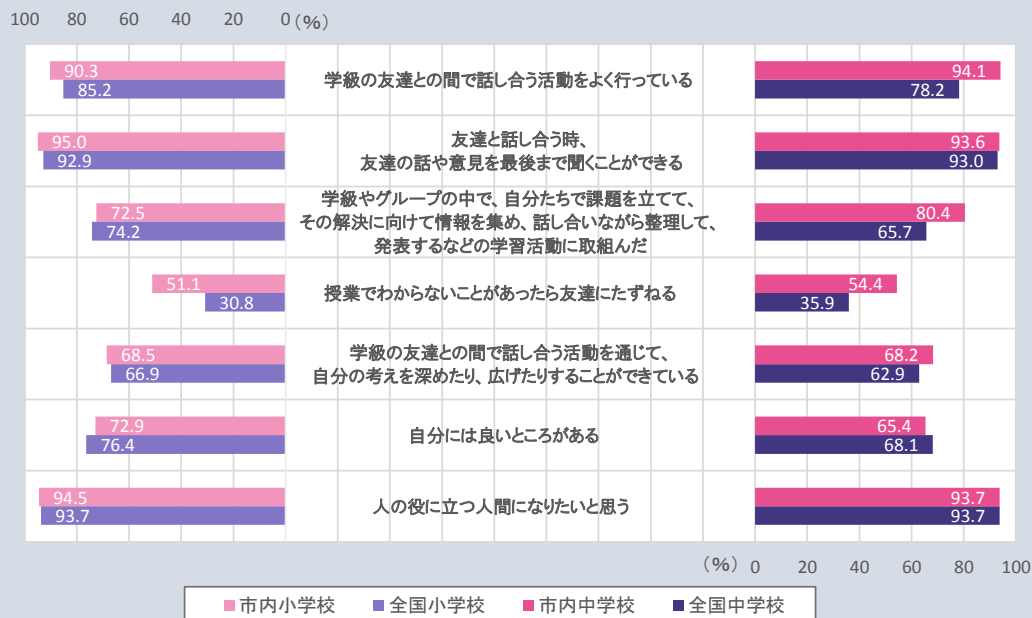 100 80 60 40 20 0 (%)
90.3
85.2
学級の友達との間で話し合う活動をよく行っている
94.1
78.2
95.0
92.9
友達と話し合う時、
友達の話や意見を最後まで聞くことができる
93.6
93.0
72.5
74.2
学級やグループの中で、自分たちで課題を立てて、
その解決に向けて情報を集め、話し合いながら整理して、
発表するなどの学習活動に取組んだ
80.4
65.7
51.1
30.8
授業でわからないことがあったら友達にたずねる
54.4
35.9
68.5
66.9
学級の友達との間で話し合う活動を通じて、
自分の考えを深めたり、広げたりすることができている
68.2
62.9
72.9
76.4
自分には良いところがある
65.4
68.1
94.5
93.7
人の役に立つ人間になりたいと思う
93.7
93.7
(%) 0 20 40 60 80 100
市内小学校 全国小学校 市内中学校 全国中学校